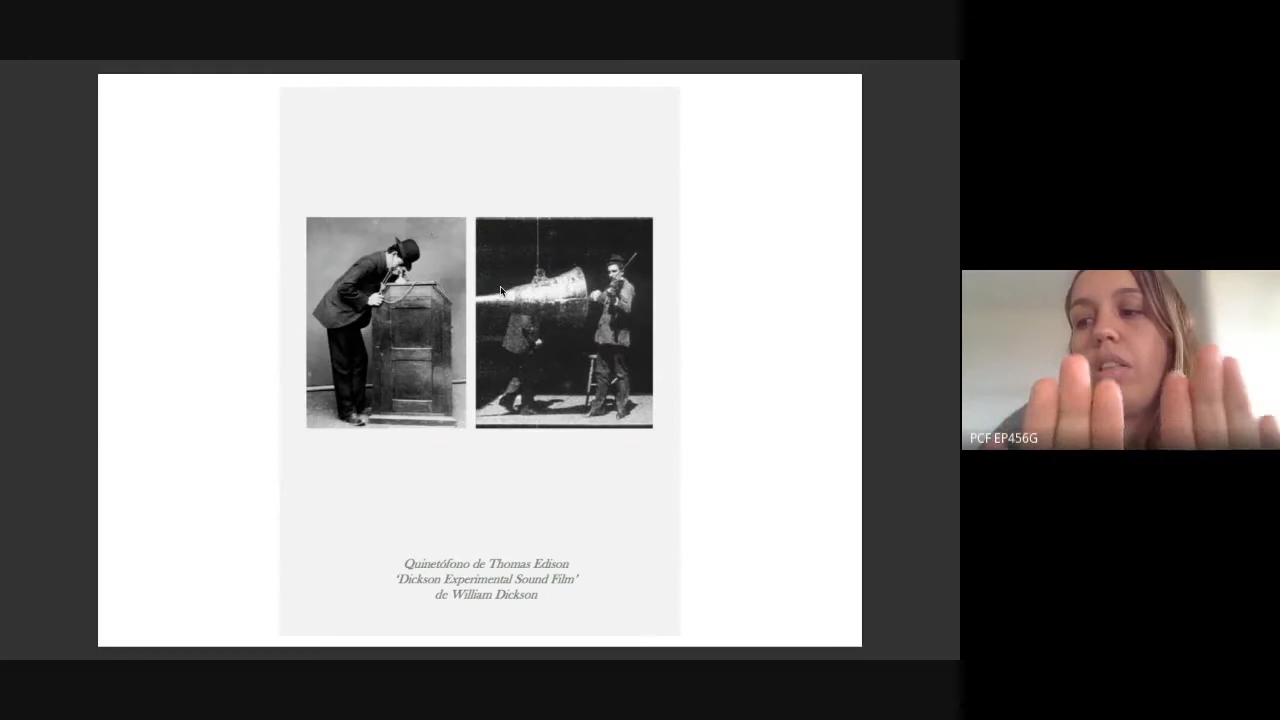 Quinetófono de Thomas Edison
‘Dickson Experimental Sound Film’
de William Dickson
PCF EP456G